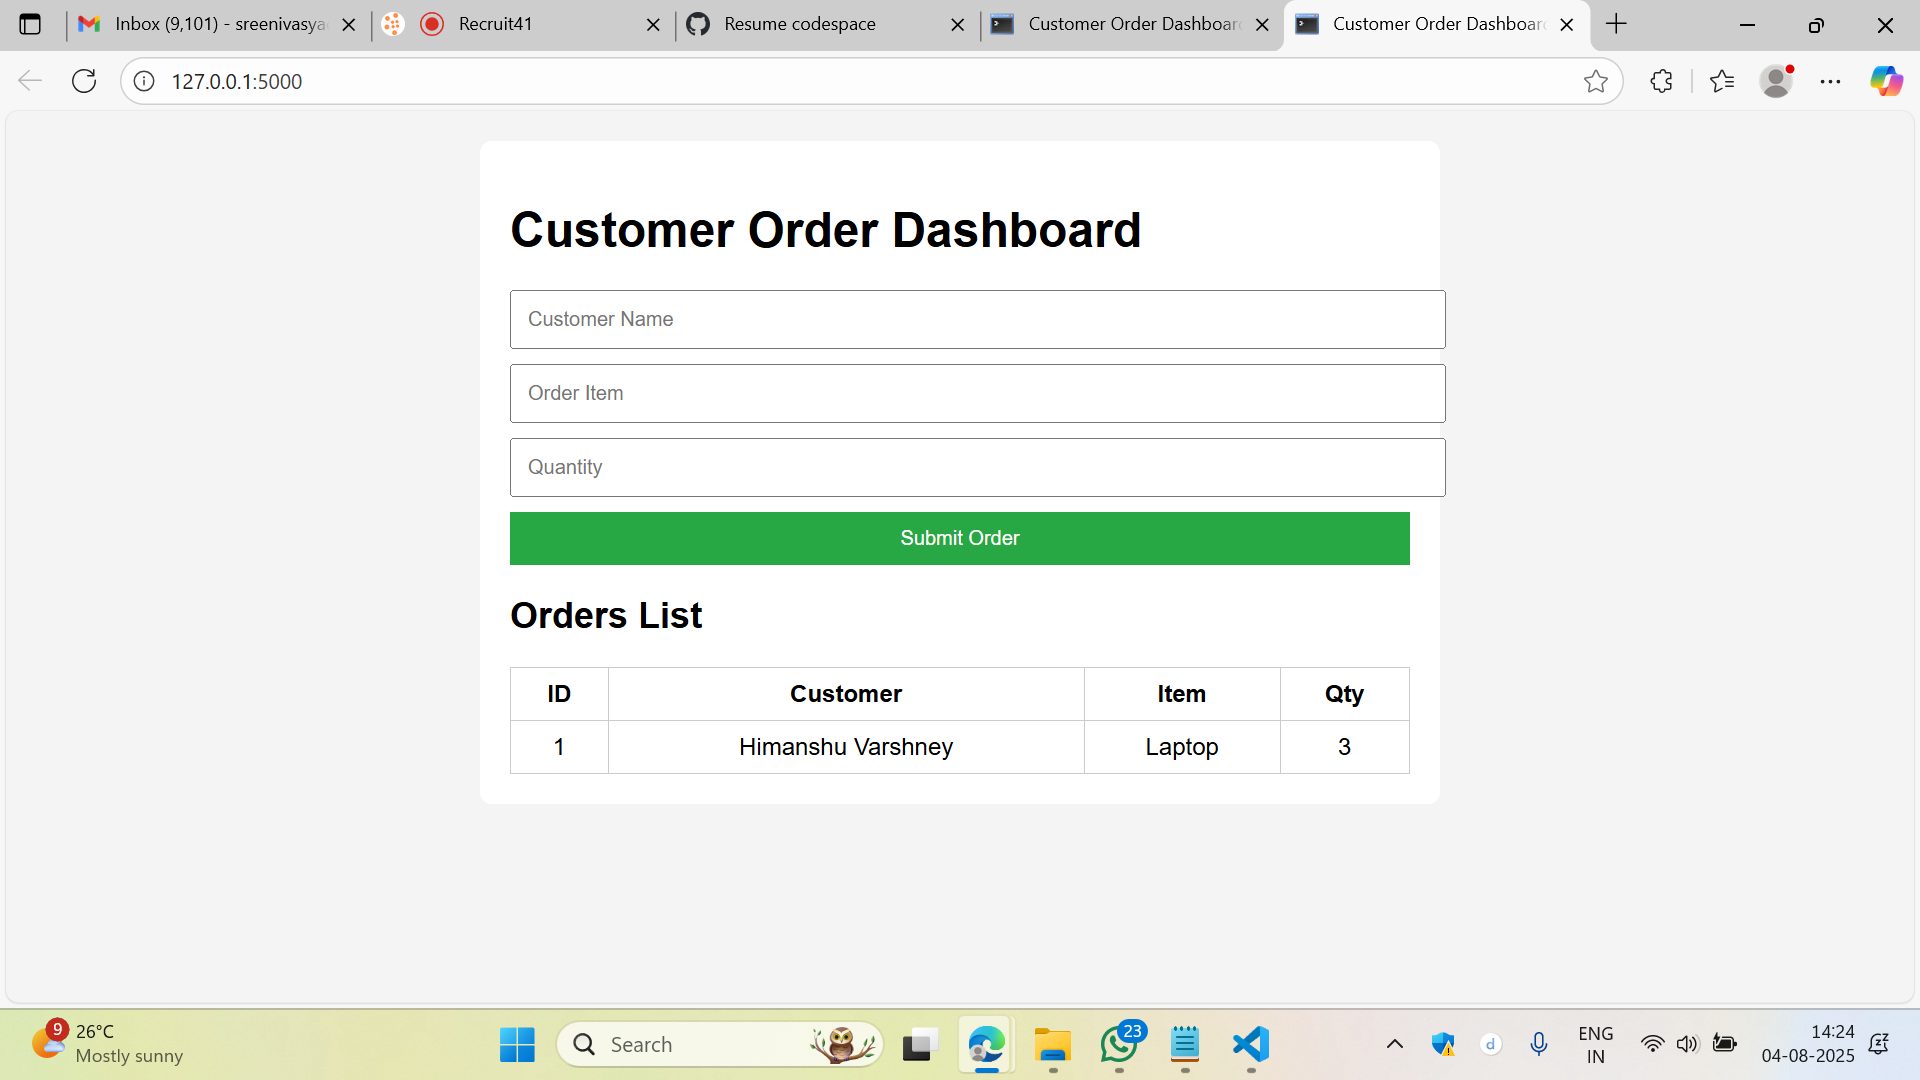 Inbox (9,101) - sreenivasya
Recruit41
Resume codespace
Customer Order Dashboard
Customer Order Dashboard
127.0.0.1:5000
Customer Order Dashboard
Customer Name
Order Item
Quantity
Submit Order
Orders List
ID Customer Item Qty
1 Himanshu Varshney Laptop 3
9
26°C
Mostly sunny
Search
23
d
ENG
IN
14:24
04-08-2025